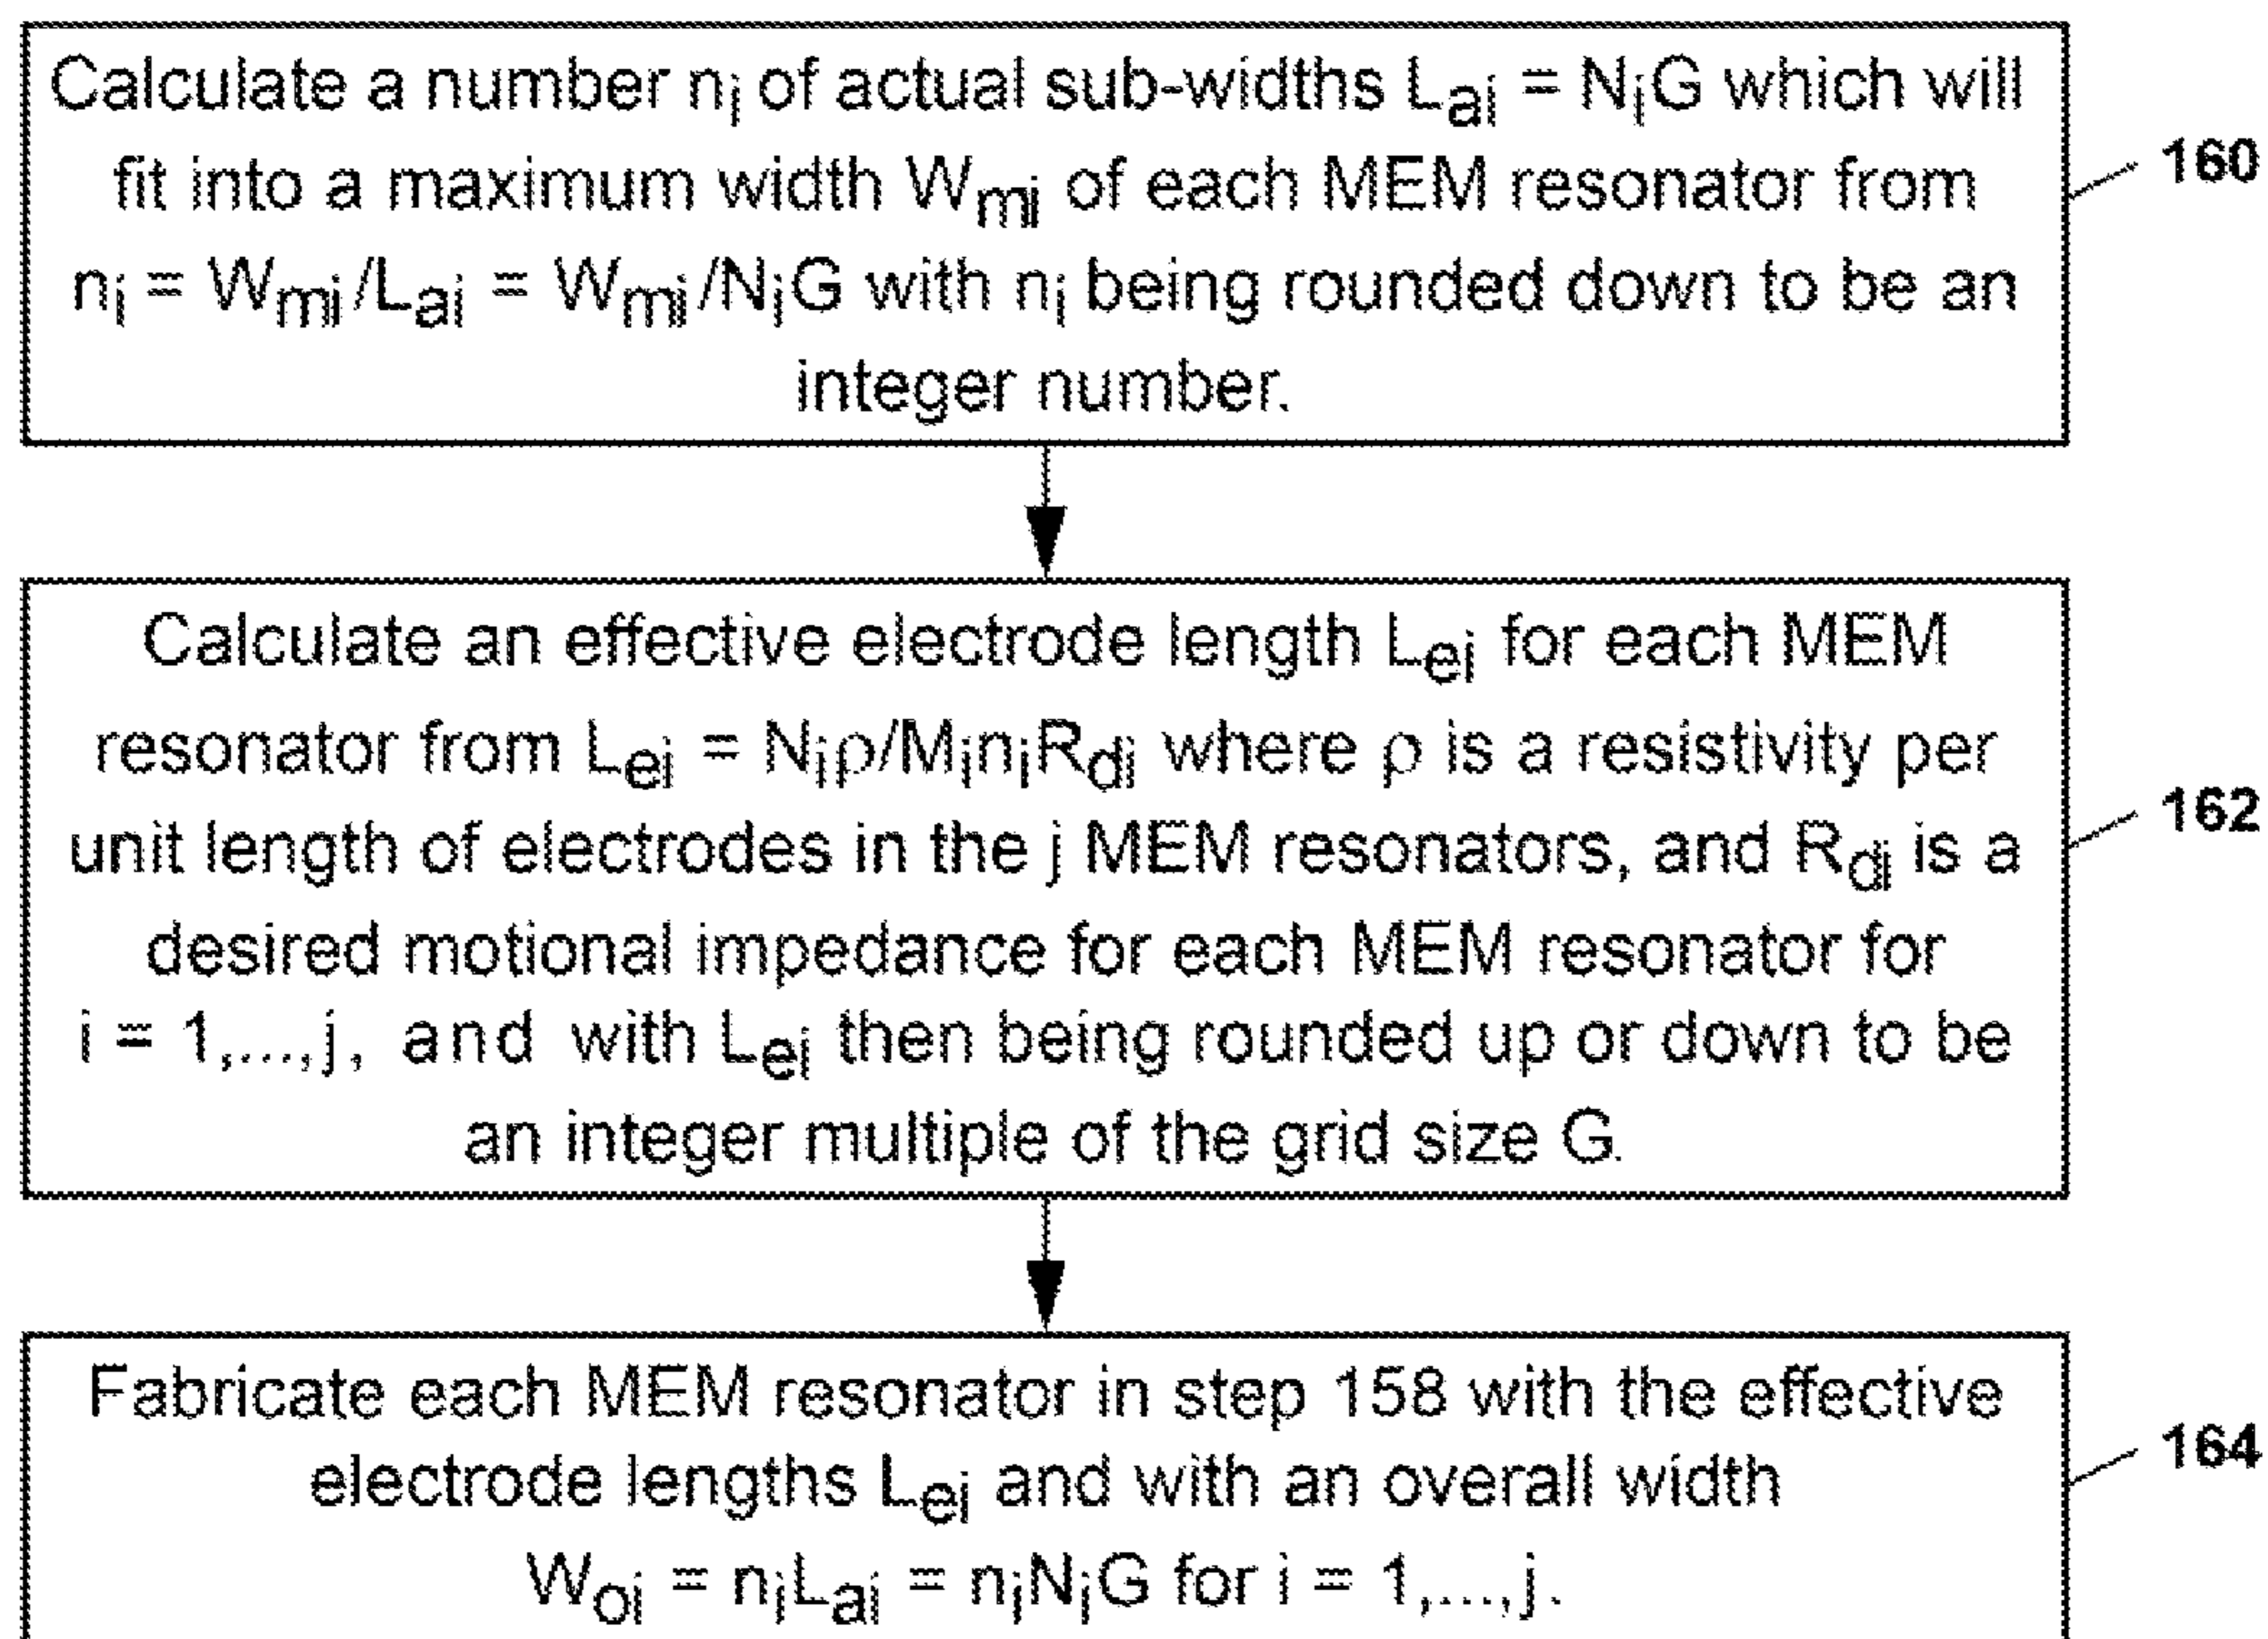 Calculate a number nᵢ of actual sub-widths Lₐᵢ = NᵢG which will
fit into a maximum width Wₘᵢ of each MEM resonator from
nᵢ = Wₘᵢ/Lₐᵢ = Wₘᵢ/NᵢG with nᵢ being rounded down to be an
integer number.
160
Calculate an effective electrode length Lₑᵢ for each MEM
resonator from Lₑᵢ = Nᵢρ/MᵢnᵢR_di where ρ is a resistivity per
unit length of electrodes in the j MEM resonators, and R_di is a
desired motional impedance for each MEM resonator for
i = 1,...,j, and with Lₑᵢ then being rounded up or down to be
an integer multiple of the grid size G.
162
Fabricate each MEM resonator in step 158 with the effective
electrode lengths Lₑᵢ and with an overall width
Wₒᵢ = nᵢLₐᵢ = nᵢNᵢG for i = 1,...,j.
164